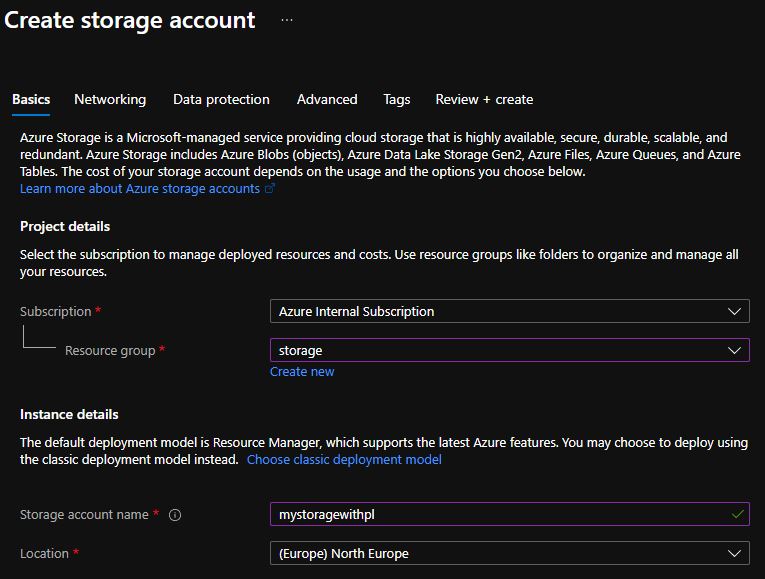 Create storage account ...
Basics Networking Data protection Advanced Tags Review + create
Azure Storage is a Microsoft-managed service providing cloud storage that is highly available, secure, durable, scalable, and
redundant. Azure Storage includes Azure Blobs (objects), Azure Data Lake Storage Gen2, Azure Files, Azure Queues, and Azure
Tables. The cost of your storage account depends on the usage and the options you choose below.
Learn more about Azure storage accounts
Project details
Select the subscription to manage deployed resources and costs. Use resource groups like folders to organize and manage all
your resources.
Subscription * Azure Internal Subscription
Resource group * storage
Create new
Instance details
The default deployment model is Resource Manager, which supports the latest Azure features. You may choose to deploy using
the classic deployment model instead. Choose classic deployment model
Storage account name * mystoragewithpl
Location * (Europe) North Europe